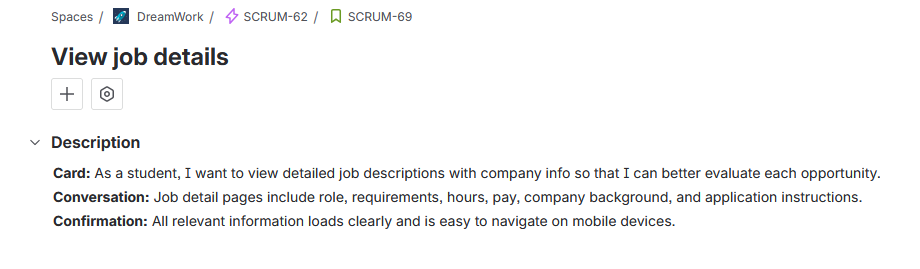 Spaces / DreamWork / SCRUM-62 / SCRUM-69
View job details
Description
Card: As a student, I want to view detailed job descriptions with company info so that I can better evaluate each opportunity.
Conversation: Job detail pages include role, requirements, hours, pay, company background, and application instructions.
Confirmation: All relevant information loads clearly and is easy to navigate on mobile devices.